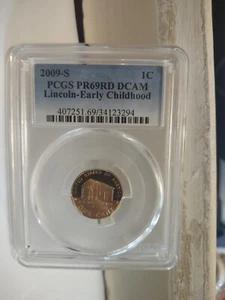 2009-S 1C
PCGS PR69RD DCAM
Lincoln-Early Childhood
407251.69/34123294